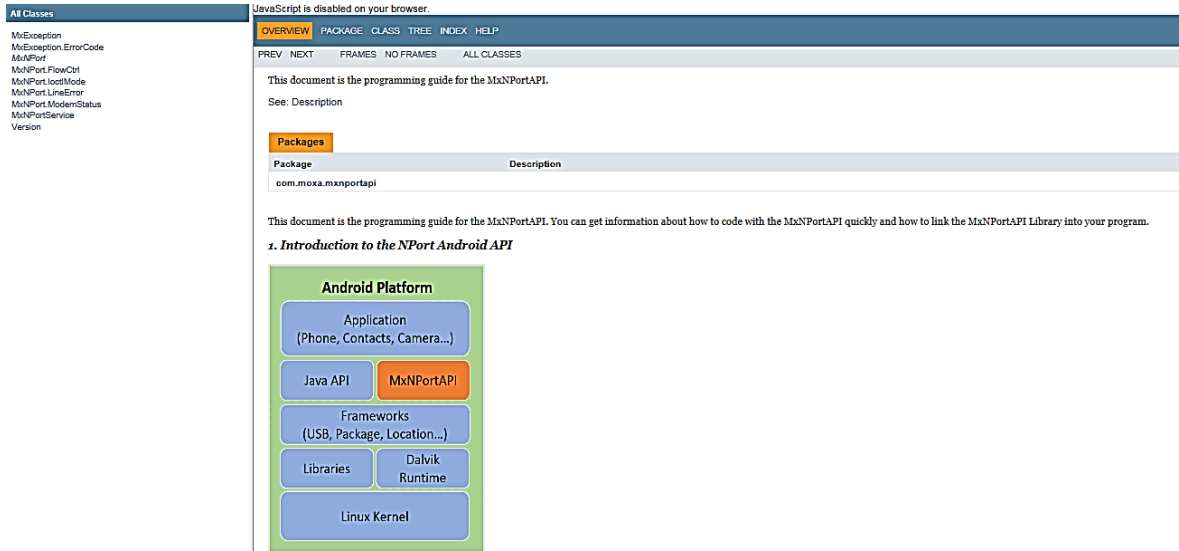 All Classes
MxException
MxException.ErrorCode
MxNPort
MxNPort.FlowCtrl
MxNPort.IoctlMode
MxNPort.LineError
MxNPort.ModemStatus
MxNPortService
Version
JavaScript is disabled on your browser.
OVERVIEW PACKAGE CLASS TREE INDEX HELP
PREV NEXT FRAMES NO FRAMES ALL CLASSES
This document is the programming guide for the MxNPortAPI.
See: Description
Packages
Package Description
com.moxa.mxnportapi
This document is the programming guide for the MxNPortAPI. You can get information about how to code with the MxNPortAPI quickly and how to link the MxNPortAPI Library into your program.
1. Introduction to the NPort Android API
Android Platform
Application
(Phone, Contacts, Camera...)
Java API MxNPortAPI
Frameworks
(USB, Package, Location...)
Libraries Dalvik
Runtime
Linux Kernel